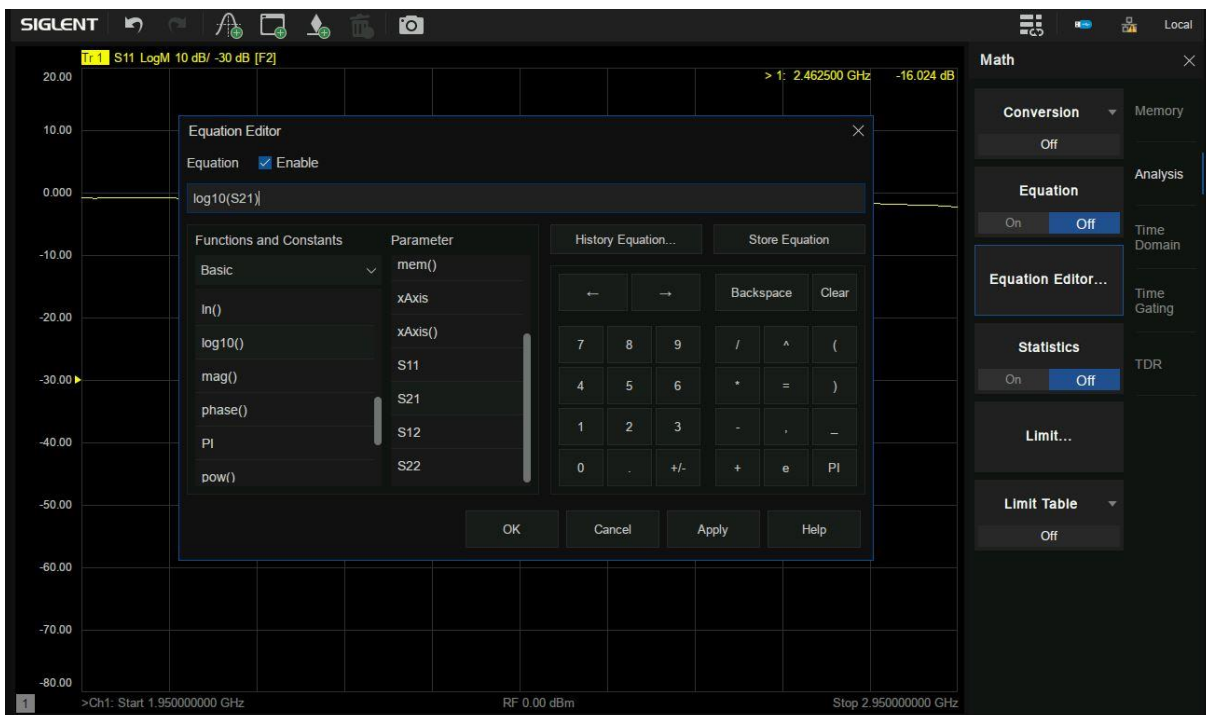 SIGLENT
Local
Tr 1 S11 LogM 10 dB/ -30 dB [F2]
> 1: 2.462500 GHz -16.024 dB
20.00
10.00
0.000
-10.00
-20.00
-30.00
-40.00
-50.00
-60.00
-70.00
-80.00
Equation Editor
Equation Enable
log10(S21)
Functions and Constants
Basic
ln()
log10()
mag()
phase()
PI
pow()
Parameter
mem()
xAxis
xAxis()
S11
S21
S12
S22
History Equation... Store Equation
← → Backspace Clear
7 8 9 / ^ (
4 5 6 * = )
1 2 3 - , _
0 . +/- + e PI
OK Cancel Apply Help
Math
Conversion
Off
Equation
On Off
Equation Editor...
Statistics
On Off
Limit...
Limit Table
Off
Memory
Analysis
Time
Domain
Time
Gating
TDR
1 >Ch1: Start 1.950000000 GHz RF 0.00 dBm Stop 2.950000000 GHz